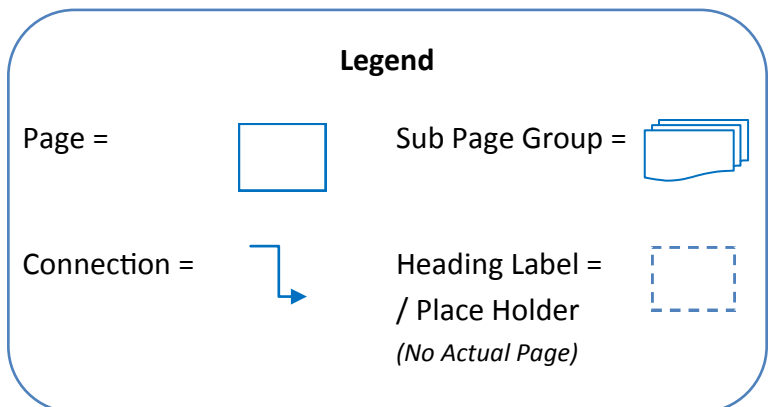 Legend
Page =
Sub Page Group =
Connection =
Heading Label =
/ Place Holder
(No Actual Page)